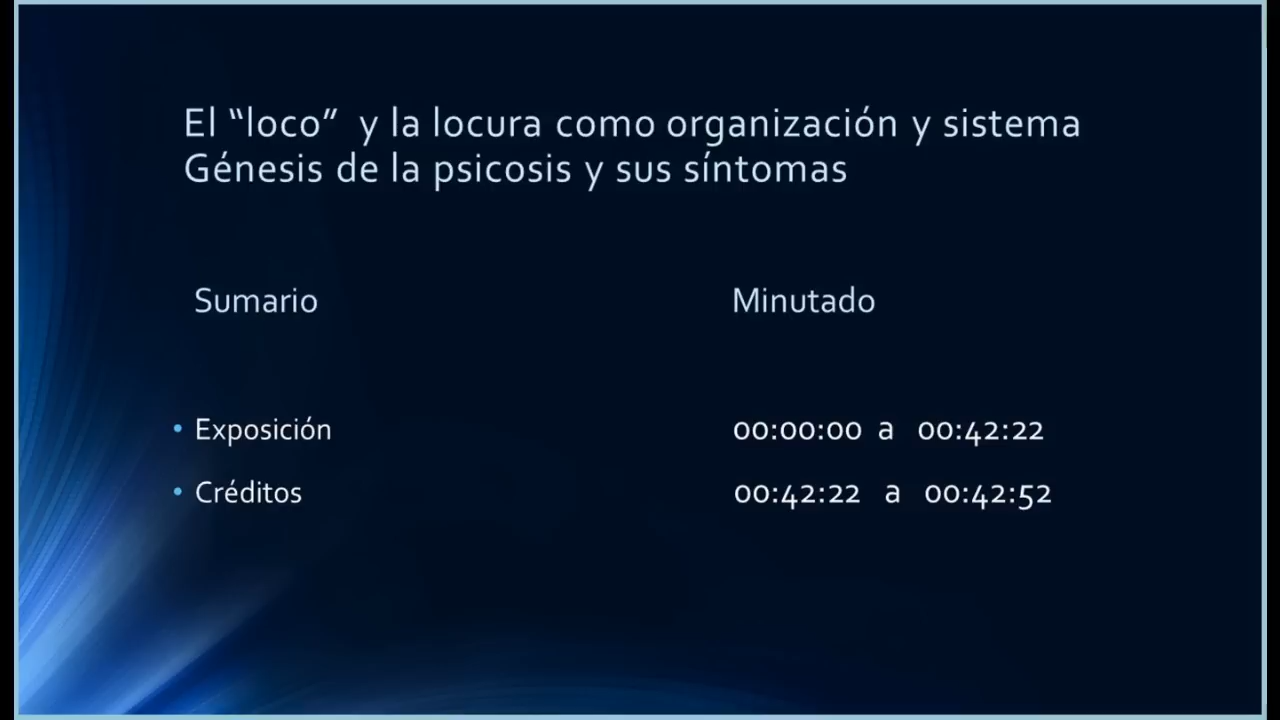 El “loco” y la locura como organización y sistema
Génesis de la psicosis y sus síntomas
Sumario Minutado
• Exposición 00:00:00 a 00:42:22
• Créditos 00:42:22 a 00:42:52